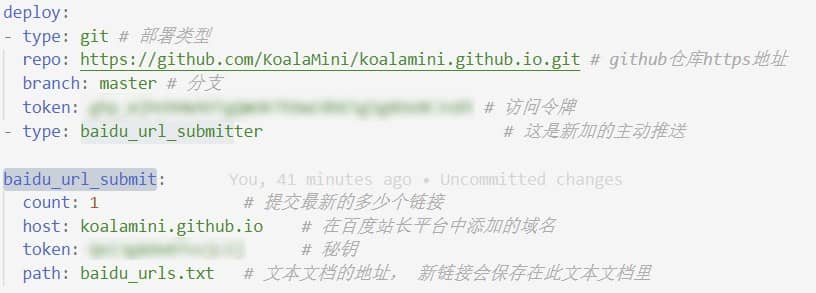 deploy:
- type: git # 部署类型
repo: https://github.com/KoalaMini/koalamini.github.io.git # github仓库https地址
branch: master # 分支
token: # 访问令牌
- type: baidu_url_submitter # 这是新加的主动推送
baidu_url_submit: You, 41 minutes ago • Uncommitted changes
count: 1 # 提交最新的多少个链接
host: koalamini.github.io # 在百度站长平台中添加的域名
token: # 秘钥
path: baidu_urls.txt # 文本文档的地址， 新链接会保存在此文本文档里